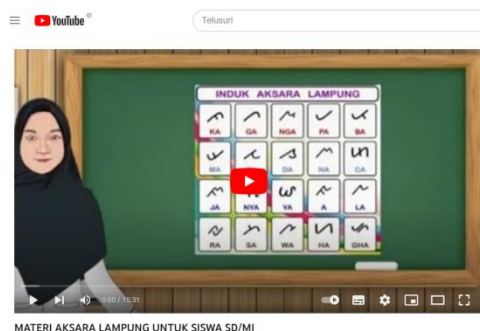 YouTube ID
Telusuri
INDUK AKSARA LAMPUNG
KA GA NGA PA BA
MA DA NA CA
JA NYA YA A LA
RA SA WA HA GHA
0:00 / 15:31
MATERI AKSARA LAMPUNG UNTUK SISWA SD/MI